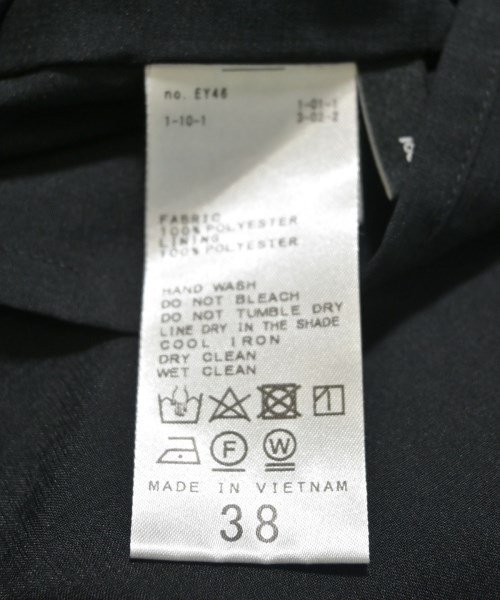 no. EY46
1-01-1
1-10-1
3-02-2
FABRIC
100% POLYESTER
LINING
100% POLYESTER
HAND WASH
DO NOT BLEACH
DO NOT TUMBLE DRY
LINE DRY IN THE SHADE
COOL IRON
DRY CLEAN
WET CLEAN
F W
MADE IN VIETNAM
38